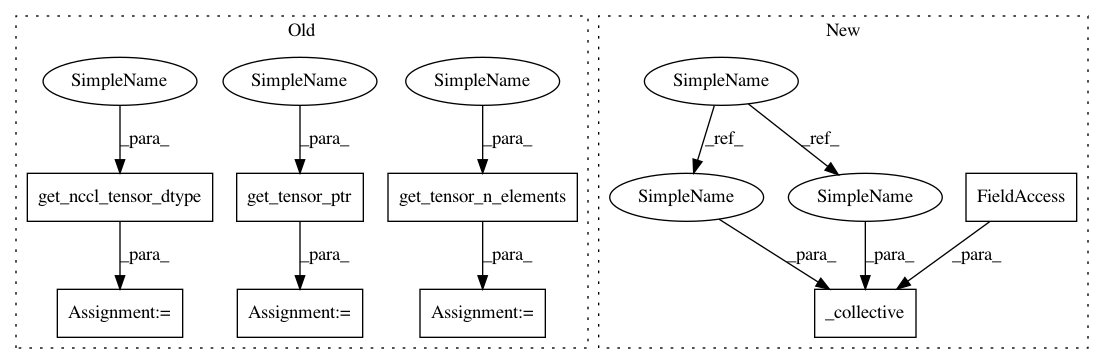 Old
New
SimpleName
SimpleName
SimpleName
SimpleName
_para_
_para_
_para_
_ref_
_ref_
get_nccl_tensor_dtype
get_tensor_ptr
get_tensor_n_elements
SimpleName
SimpleName
FieldAccess
_para_
_para_
_para_
_para_
_para_
_para_
Assignment:=
Assignment:=
Assignment:=
_collective